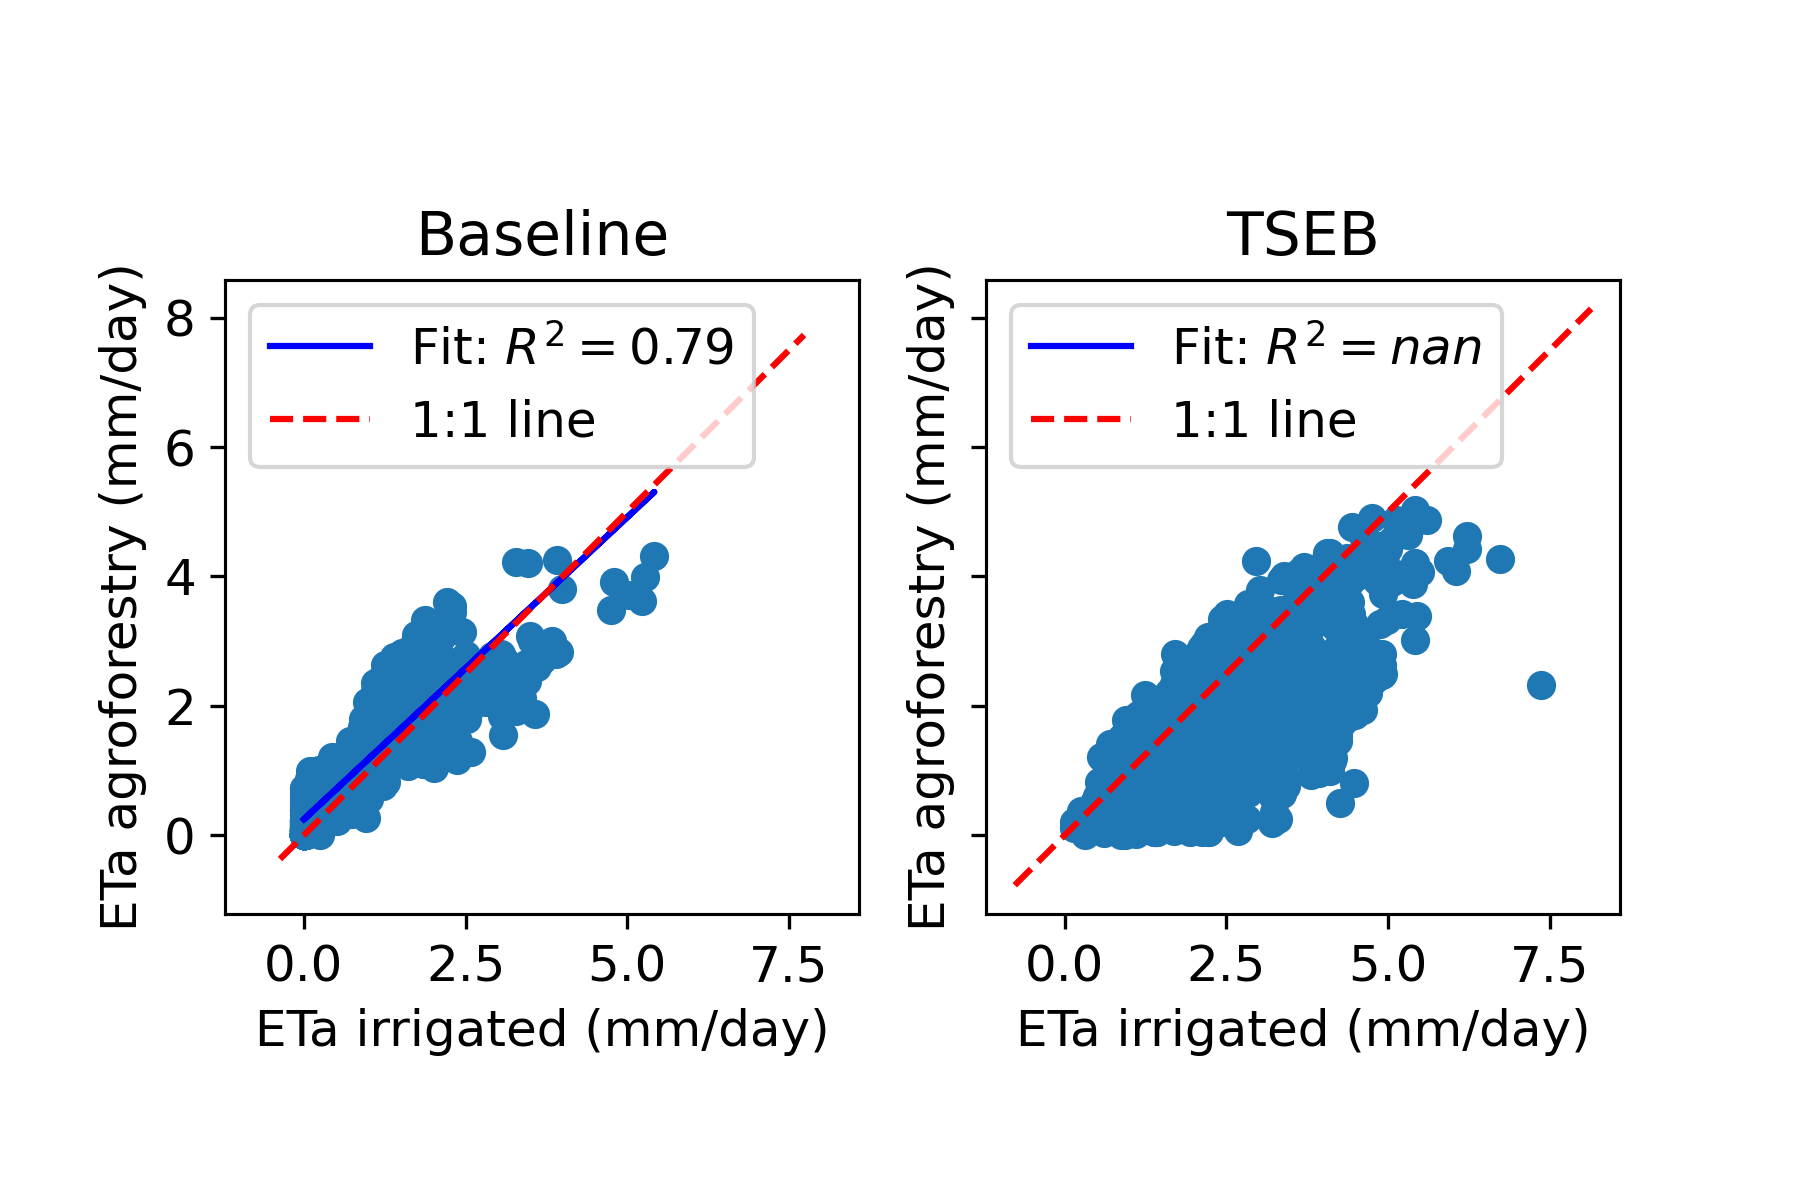 Baseline
ETa agroforestry (mm/day)
8
6
4
2
0
Fit: R² = 0.79
1:1 line
0.0 2.5 5.0 7.5
ETa irrigated (mm/day)
TSEB
ETa agroforestry (mm/day)
Fit: R² = nan
1:1 line
0.0 2.5 5.0 7.5
ETa irrigated (mm/day)